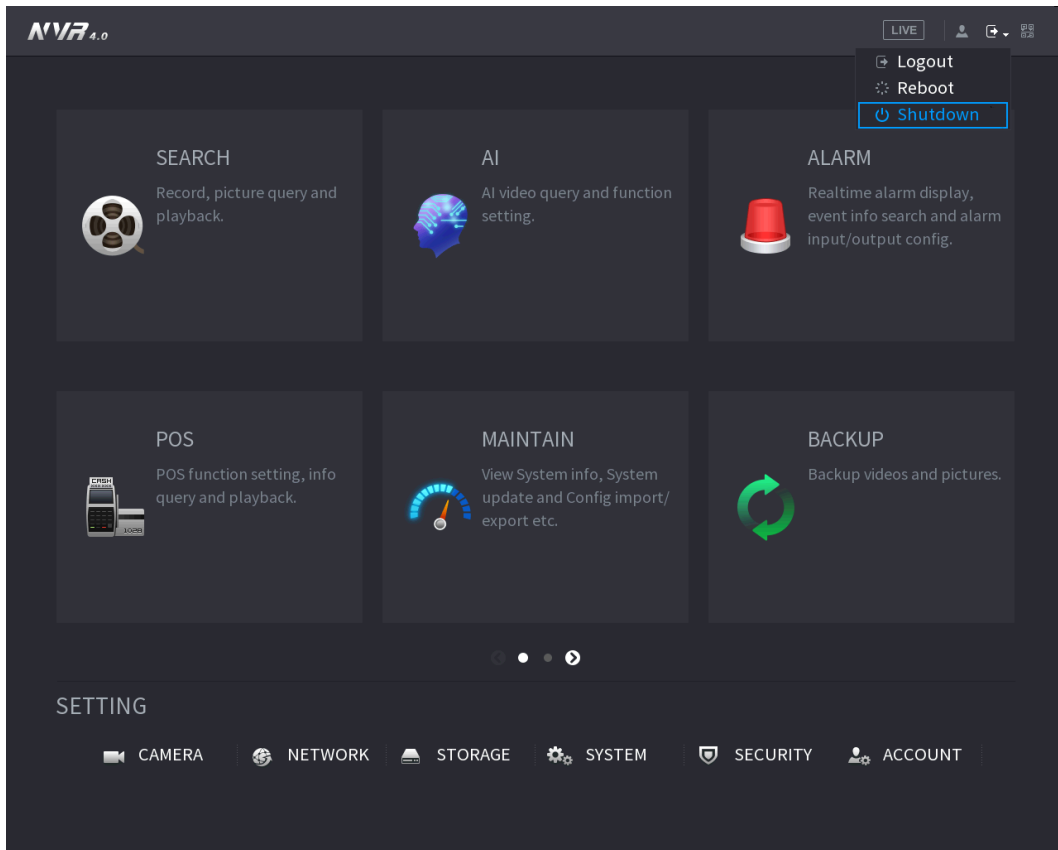 NVR 4.0
LIVE
Logout
Reboot
Shutdown
SEARCH
Record, picture query and
playback.
AI
AI video query and function
setting.
ALARM
Realtime alarm display,
event info search and alarm
input/output config.
POS
POS function setting, info
query and playback.
CASH
1028
MAINTAIN
View System info, System
update and Config import/
export etc.
BACKUP
Backup videos and pictures.
SETTING
CAMERA
NETWORK
STORAGE
SYSTEM
SECURITY
ACCOUNT